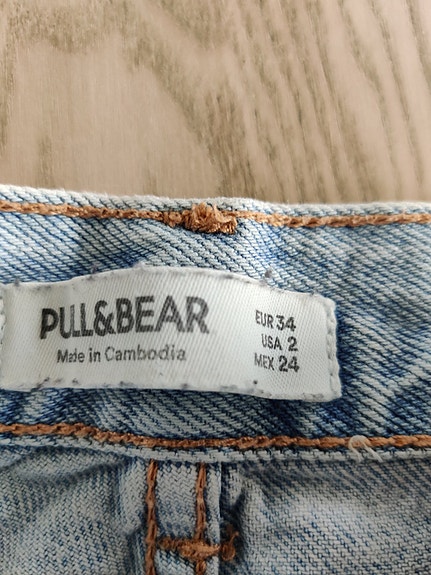 PULL&BEAR
Made in Cambodia
EUR 34
USA 2
MEX 24